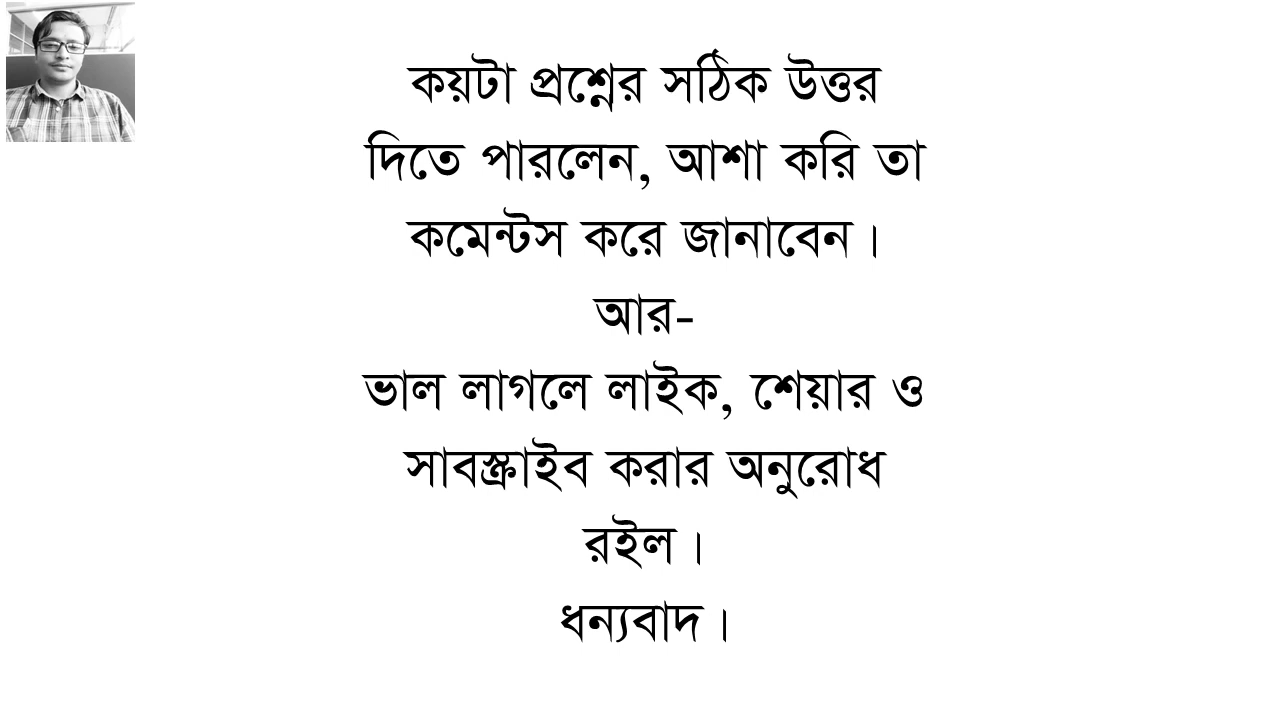 কয়টা প্রশ্নের সঠিক উত্তর
দিতে পারলেন, আশা করি তা
কমেন্টস করে জানাবেন।
আর-
ভাল লাগলে লাইক, শেয়ার ও
সাবস্ক্রাইব করার অনুরোধ
রইল।
ধন্যবাদ।